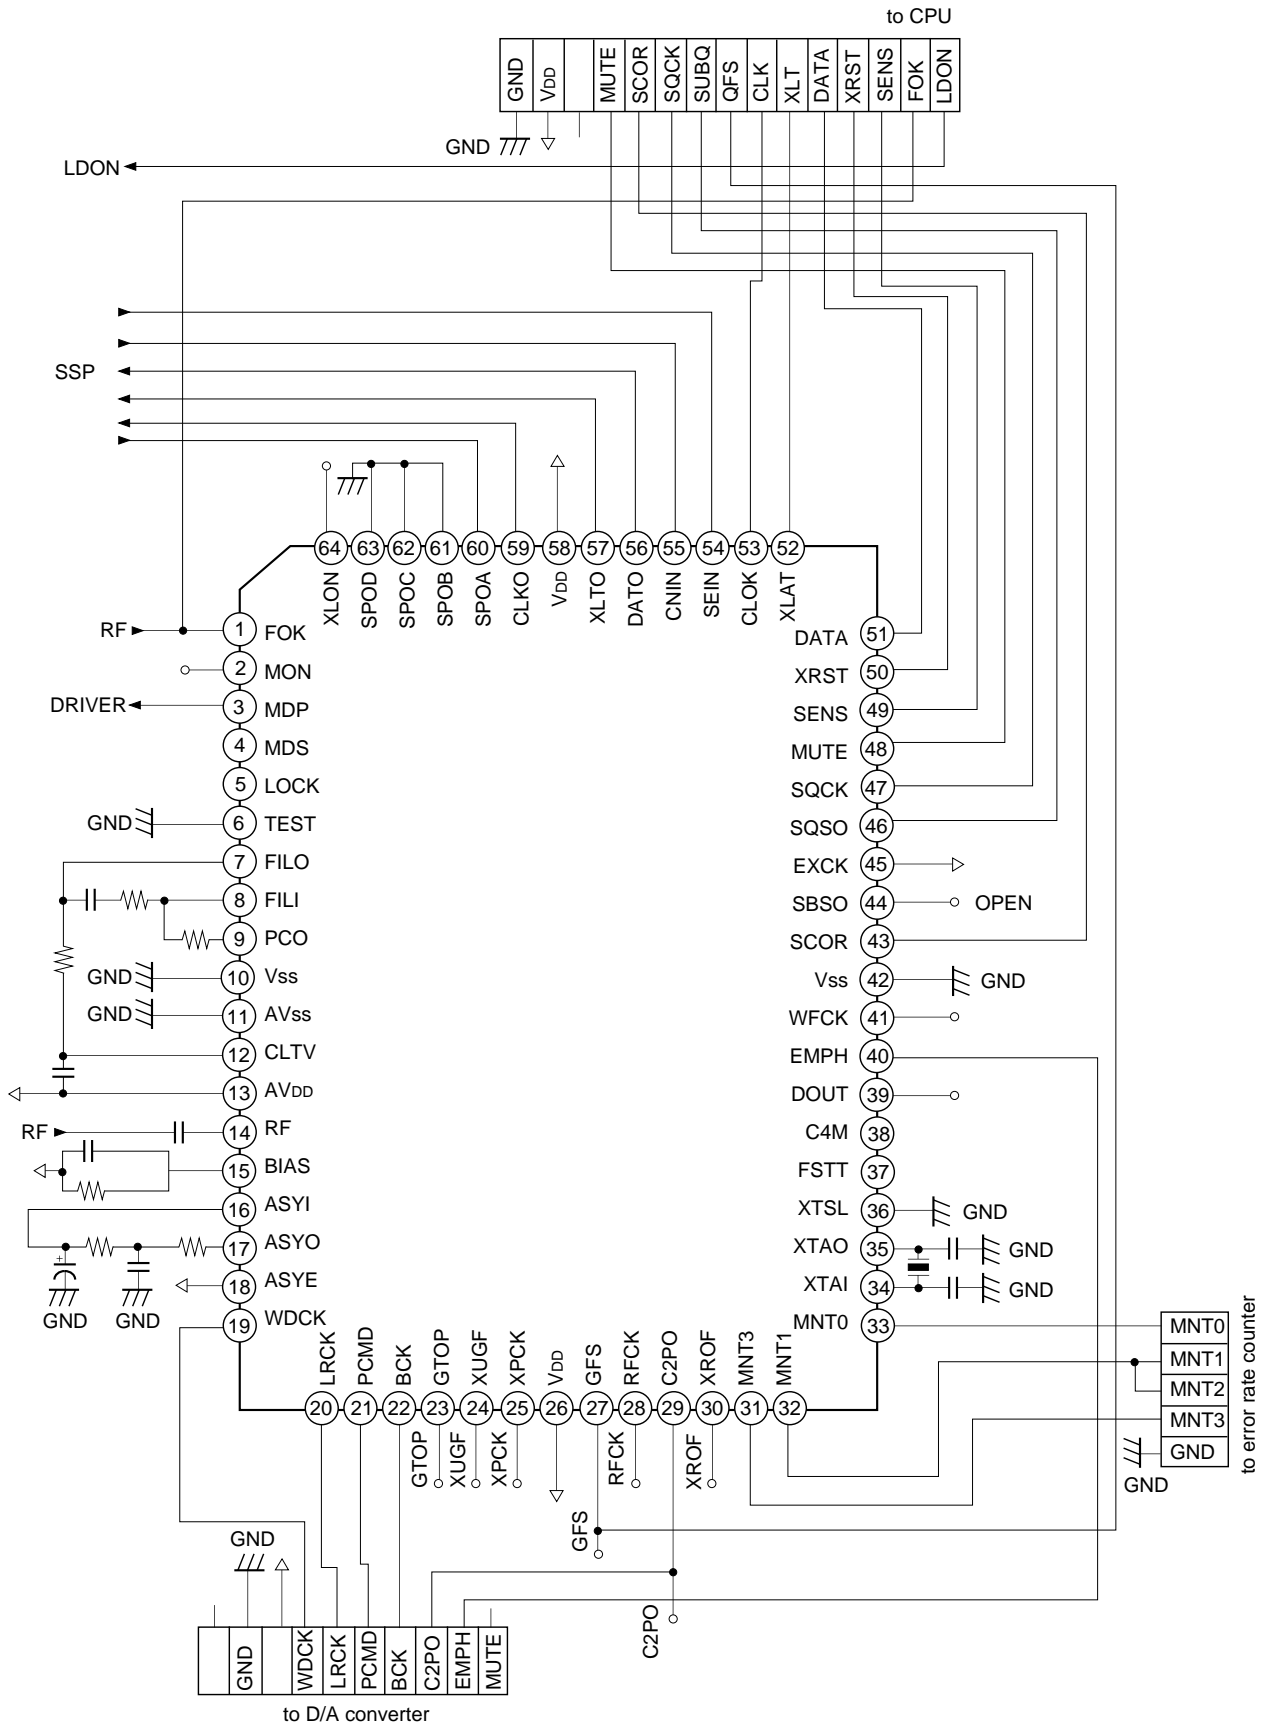 to CPU
GND
VDD
MUTE
SCOR
SQCK
SUBQ
QFS
CLK
XLT
DATA
XRST
SENS
FOK
LDON
GND
LDON
SSP
64
63
62
61
60
59
58
57
56
55
54
53
52
XLON
SPOD
SPOC
SPOB
SPOA
CLKO
VDD
XLTO
DATO
CNIN
SEIN
CLOK
XLAT
RF
1 FOK
2 MON
DRIVER
3 MDP
4 MDS
5 LOCK
GND
6 TEST
7 FILO
8 FILI
9 PCO
GND
10 Vss
GND
11 AVss
12 CLTV
13 AVDD
RF
14 RF
15 BIAS
16 ASYI
17 ASYO
+
GND
GND
18 ASYE
19 WDCK
DATA 51
XRST 50
SENS 49
MUTE 48
SQCK 47
SQSO 46
EXCK 45
SBSO 44 OPEN
SCOR 43
Vss 42 GND
WFCK 41
EMPH 40
DOUT 39
C4M 38
FSTT 37
XTSL 36 GND
XTAO 35 GND
XTAI 34 GND
MNT0 33
MNT0
MNT1
MNT2
MNT3
GND
GND
to error rate counter
LRCK
PCMD
BCK
GTOP
XUGF
XPCK
VDD
GFS
RFCK
C2PO
XROF
MNT3
MNT1
20
21
22
23
24
25
26
27
28
29
30
31
32
GTOP
XUGF
XPCK
RFCK
XROF
GFS
C2PO
GND
GND
WDCK
LRCK
PCMD
BCK
C2PO
EMPH
MUTE
to D/A converter